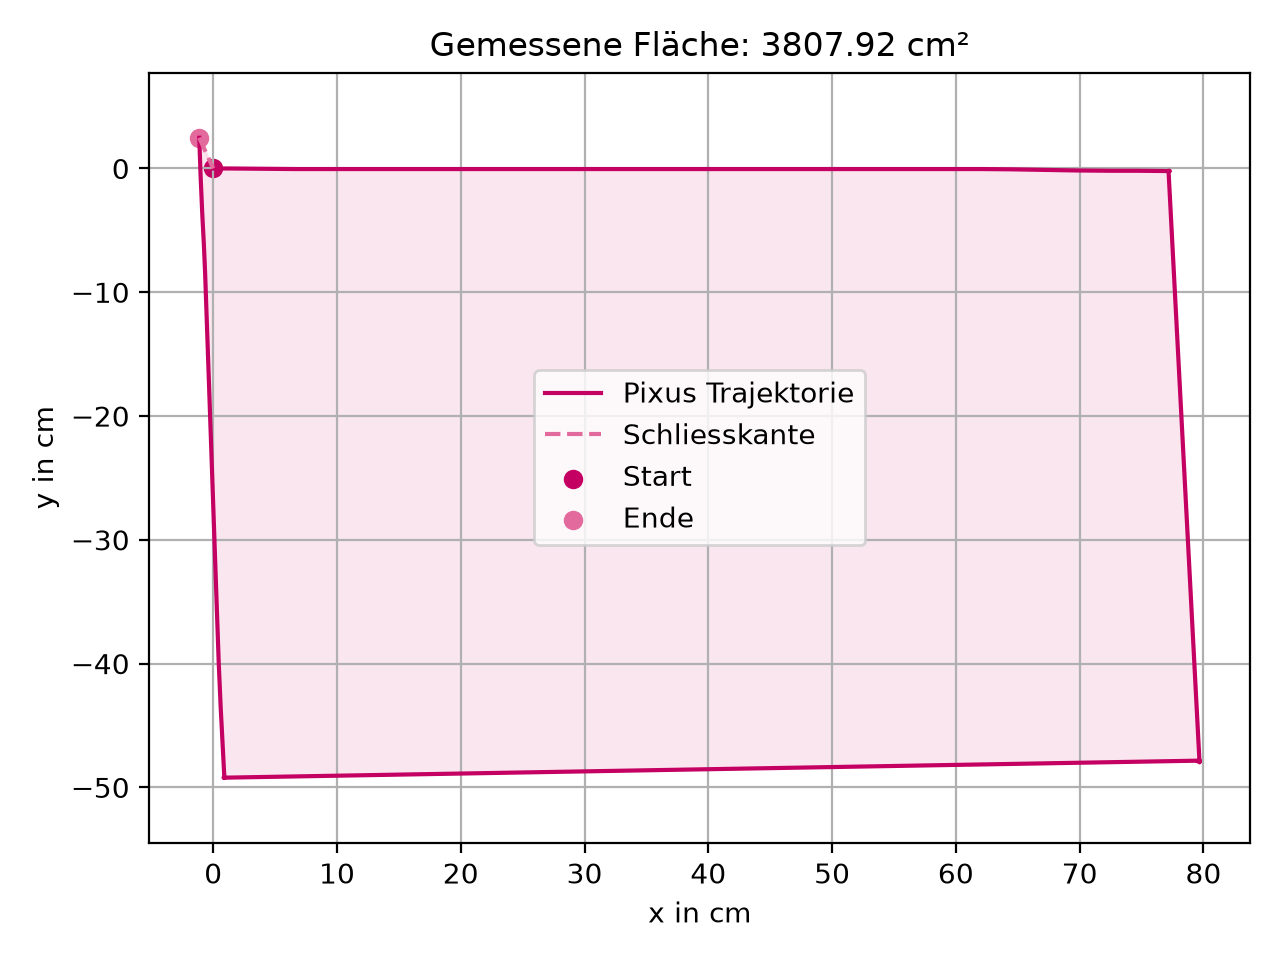 Gemessene Fläche: 3807.92 cm²
0
−10
−20
−30
−40
−50
y in cm
Pixus Trajektorie
Schliesskante
Start
Ende
0 10 20 30 40 50 60 70 80
x in cm